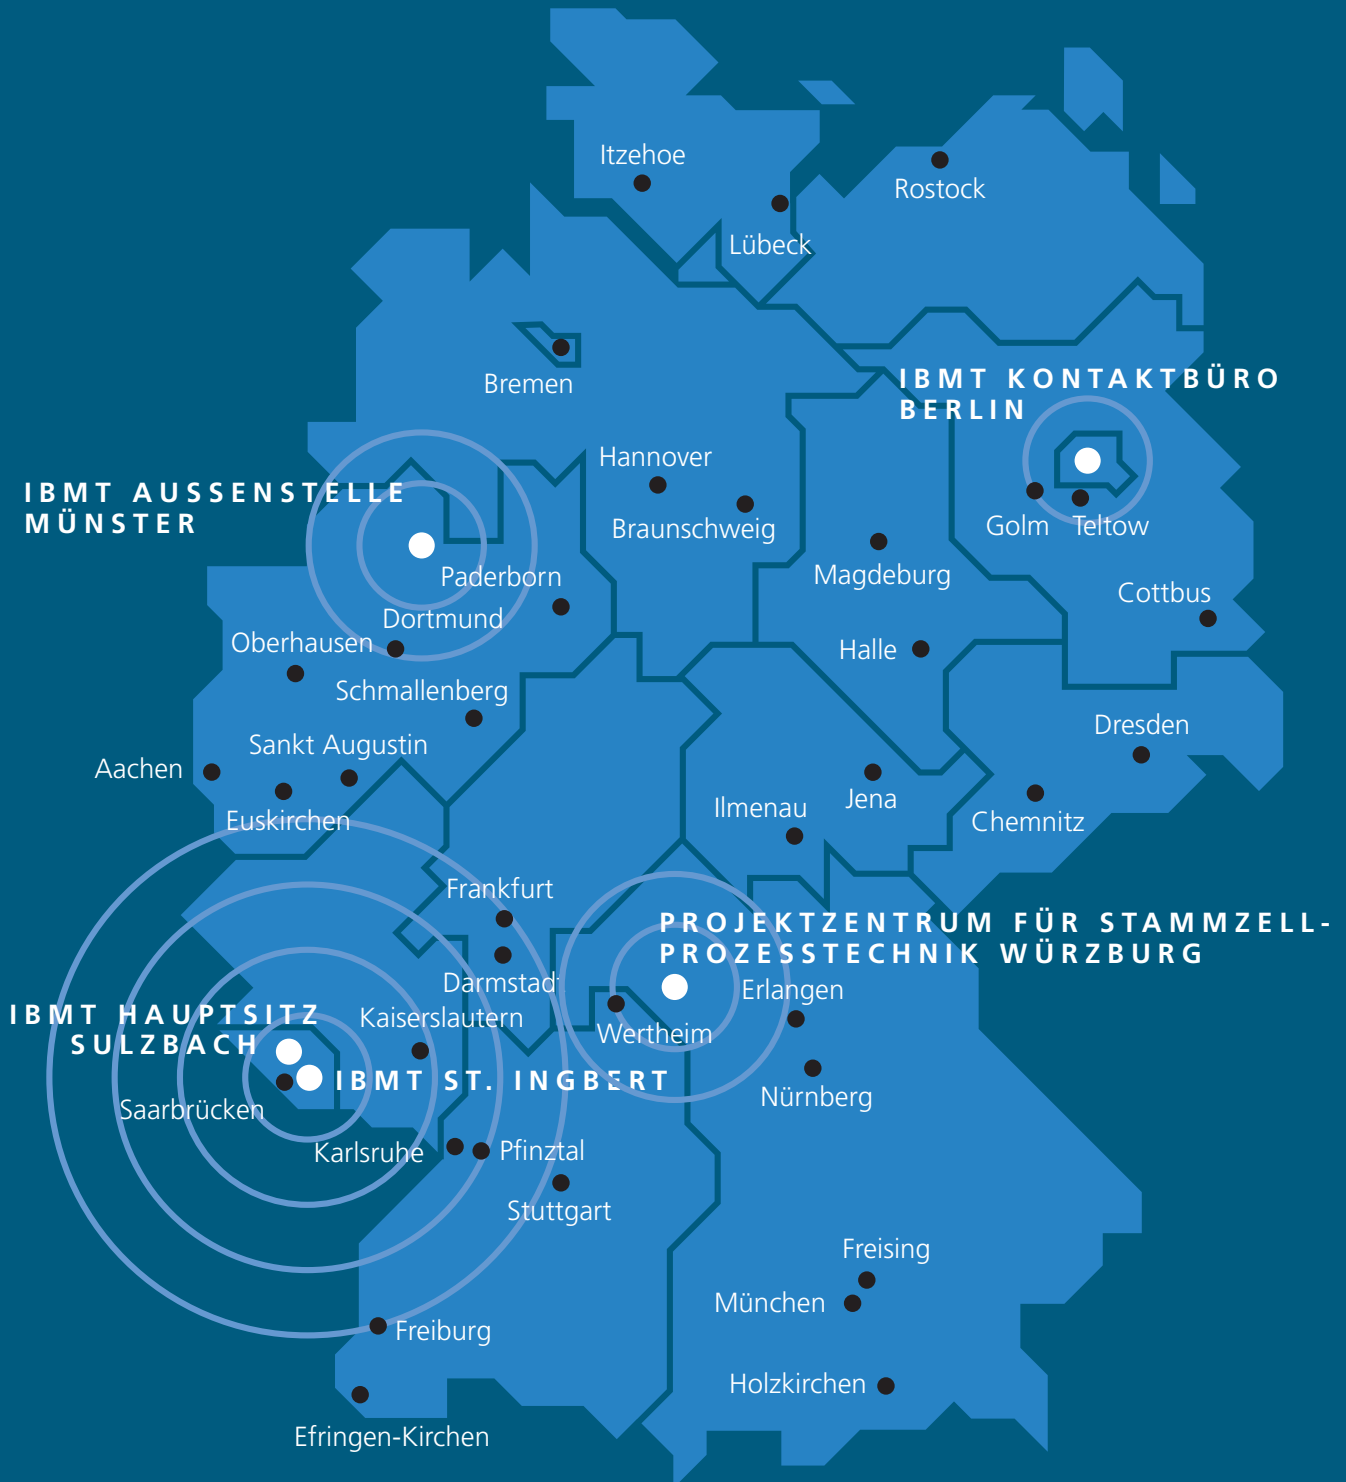 Itzehoe
Rostock
Lübeck
IBMT KONTAKTBÜRO
BERLIN
Bremen
Hannover
IBMT AUSSENSTELLE
MÜNSTER
Braunschweig
Golm
Teltow
Paderborn
Magdeburg
Cottbus
Dortmund
Oberhausen
Halle
Schmallenberg
Dresden
Sankt Augustin
Aachen
Jena
Ilmenau
Euskirchen
Chemnitz
Frankfurt
PROJEKTZENTRUM FÜR STAMMZELL-
PROZESSTECHNIK WÜRZBURG
Darmstadt
Erlangen
IBMT HAUPTSITZ
SULZBACH
Kaiserslautern
Wertheim
IBMT ST. INGBERT
Nürnberg
Saarbrücken
Karlsruhe
Pfinztal
Stuttgart
Freising
München
Freiburg
Holzkirchen
Efringen-Kirchen